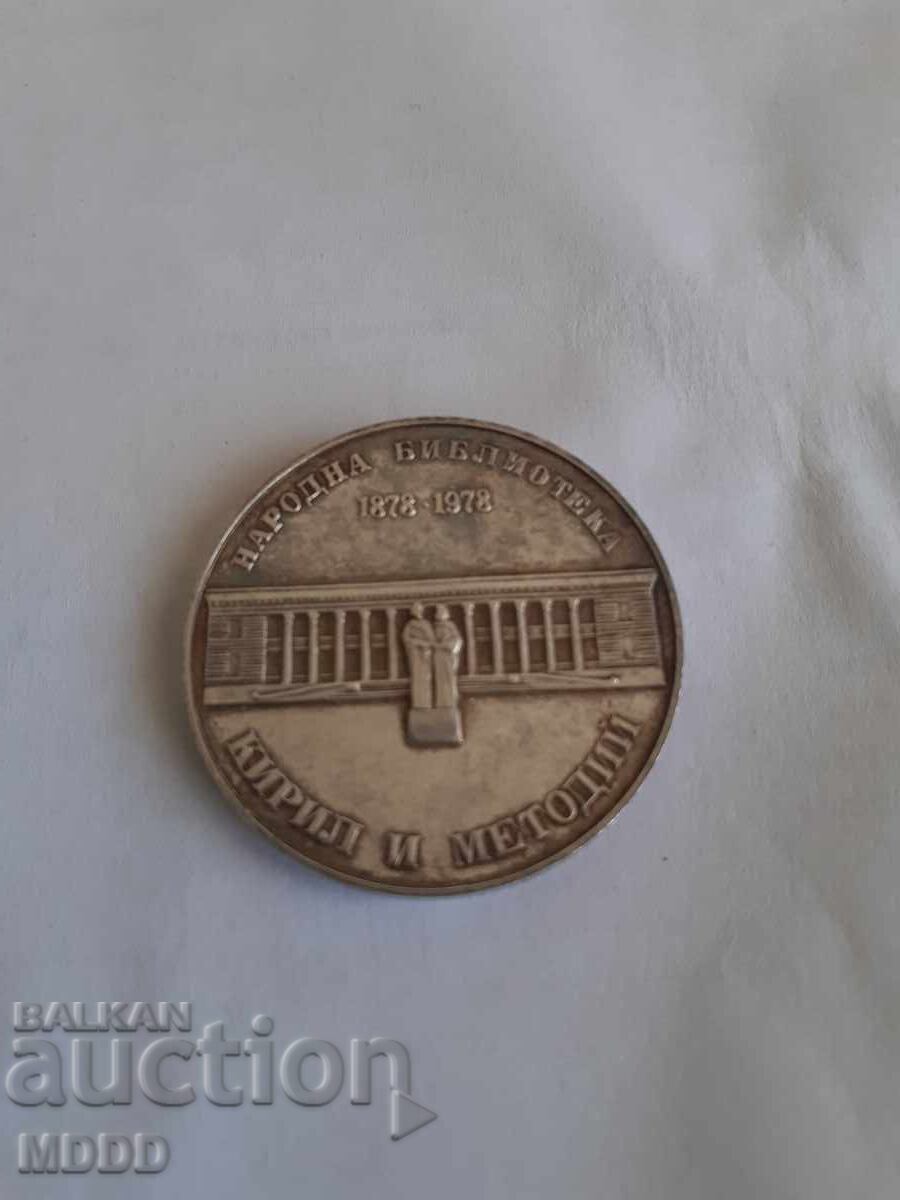 НАРОДНА БИБЛИОТЕКА
1878-1978
КИРИЛ И МЕТОДИЙ
BALKAN
auction
MDDD